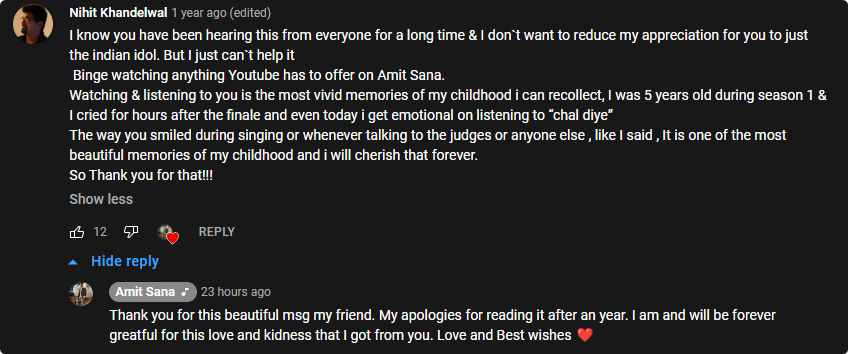 Nihit Khandelwal 1 year ago (edited)
I know you have been hearing this from everyone for a long time & I don`t want to reduce my appreciation for you to just
the indian idol. But I just can`t help it
Binge watching anything Youtube has to offer on Amit Sana.
Watching & listening to you is the most vivid memories of my childhood i can recollect, I was 5 years old during season 1 &
I cried for hours after the finale and even today i get emotional on listening to “chal diye”
The way you smiled during singing or whenever talking to the judges or anyone else , like I said , It is one of the most
beautiful memories of my childhood and i will cherish that forever.
So Thank you for that!!!
Show less
12 REPLY
Hide reply
Amit Sana 23 hours ago
Thank you for this beautiful msg my friend. My apologies for reading it after an year. I am and will be forever
greatful for this love and kidness that I got from you. Love and Best wishes ❤️